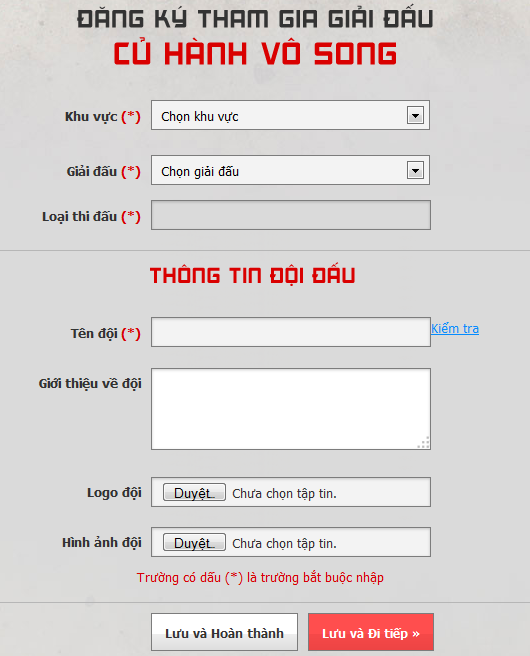 ĐĂNG KÝ THAM GIA GIẢI ĐẤU
CỦ HÀNH VÔ SONG
Khu vực (*) Chọn khu vực
Giải đấu (*) Chọn giải đấu
Loại thi đấu (*)
THÔNG TIN ĐỘI ĐẤU
Tên đội (*) Kiểm tra
Giới thiệu về đội
Logo đội Duyệt.. Chưa chọn tập tin.
Hình ảnh đội Duyệt.. Chưa chọn tập tin.
Trường có dấu (*) là trường bắt buộc nhập
Lưu và Hoàn thành Lưu và Đi tiếp »